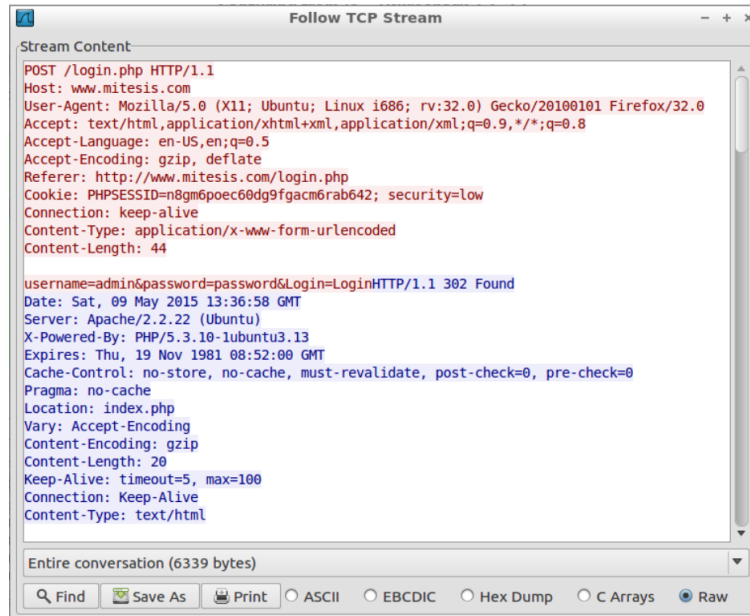 Follow TCP Stream
Stream Content
POST /login.php HTTP/1.1
Host: www.mitesis.com
User-Agent: Mozilla/5.0 (X11; Ubuntu; Linux i686; rv:32.0) Gecko/20100101 Firefox/32.0
Accept: text/html,application/xhtml+xml,application/xml;q=0.9,*/*;q=0.8
Accept-Language: en-US,en;q=0.5
Accept-Encoding: gzip, deflate
Referer: http://www.mitesis.com/login.php
Cookie: PHPSESSID=n8gm6poec60dg9fgacm6rab642; security=low
Connection: keep-alive
Content-Type: application/x-www-form-urlencoded
Content-Length: 44
username=admin&password=password&Login=LoginHTTP/1.1 302 Found
Date: Sat, 09 May 2015 13:36:58 GMT
Server: Apache/2.2.22 (Ubuntu)
X-Powered-By: PHP/5.3.10-1ubuntu3.13
Expires: Thu, 19 Nov 1981 08:52:00 GMT
Cache-Control: no-store, no-cache, must-revalidate, post-check=0, pre-check=0
Pragma: no-cache
Location: index.php
Vary: Accept-Encoding
Content-Encoding: gzip
Content-Length: 20
Keep-Alive: timeout=5, max=100
Connection: Keep-Alive
Content-Type: text/html
Entire conversation (6339 bytes)
Find Save As Print ASCII EBCDIC Hex Dump C Arrays Raw